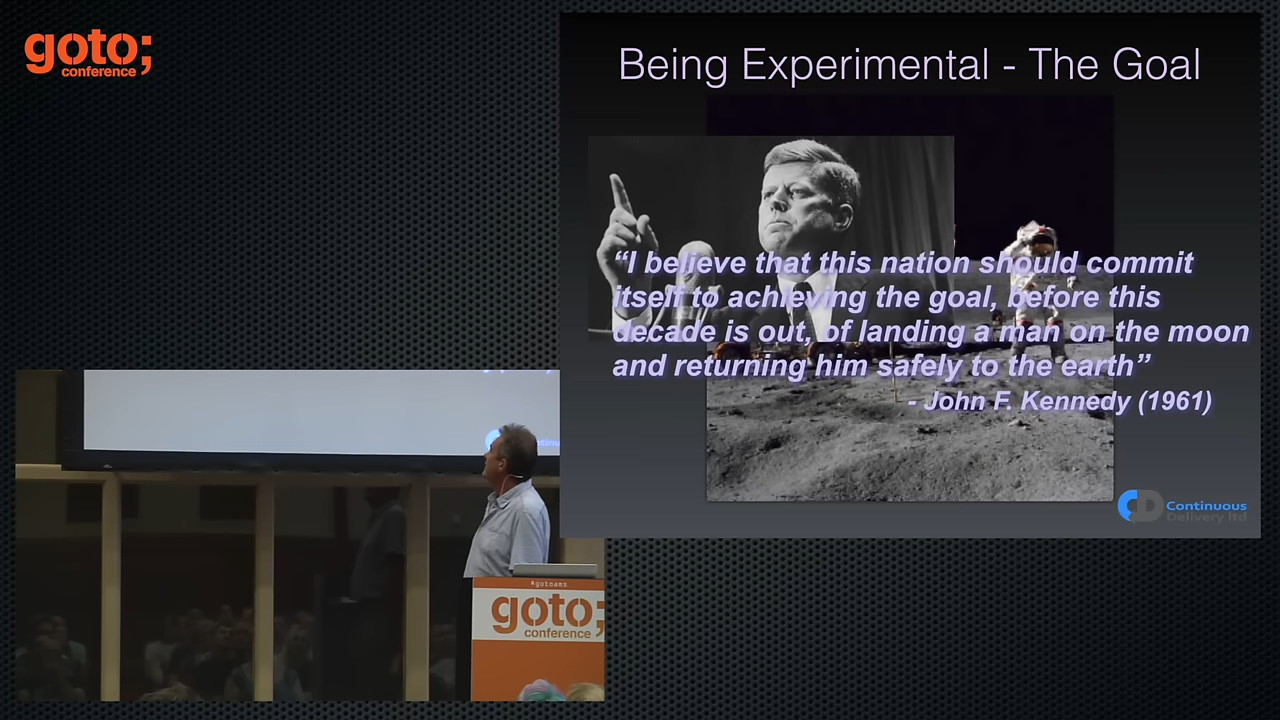 goto;
conference
Being Experimental - The Goal
“I believe that this nation should commit
itself to achieving the goal, before this
decade is out, of landing a man on the moon
and returning him safely to the earth”
- John F. Kennedy (1961)
Continuous
Delivery ltd
#gotoams
goto;
conference